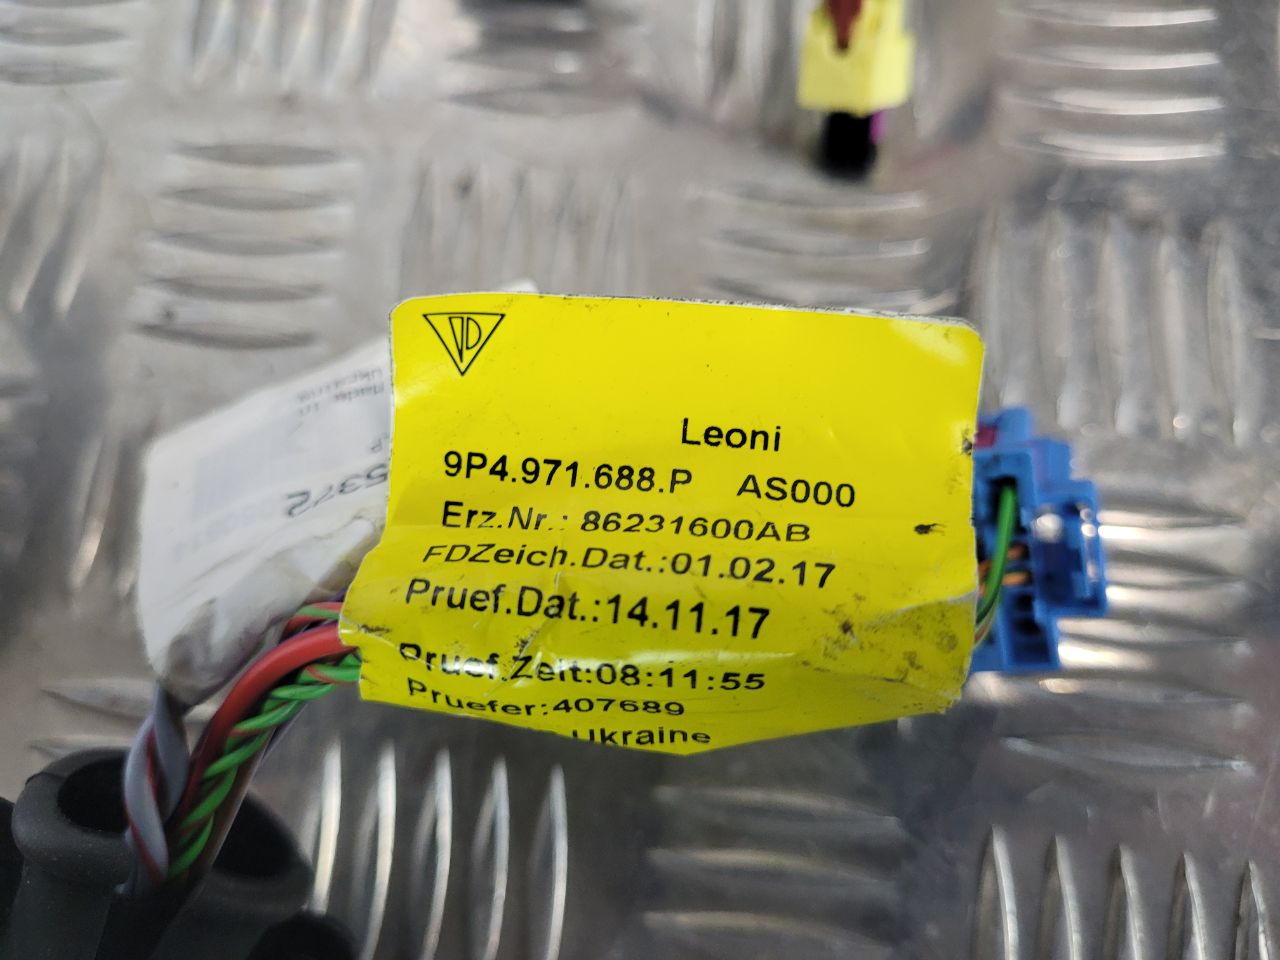 Leoni
9P4.971.688.P AS000
Erz.Nr.: 86231600AB
FDZeich.Dat.:01.02.17
Pruef.Dat.:14.11.17
Pruef.Zeit:08:11:55
Pruefer:407689
Ukraine
5372